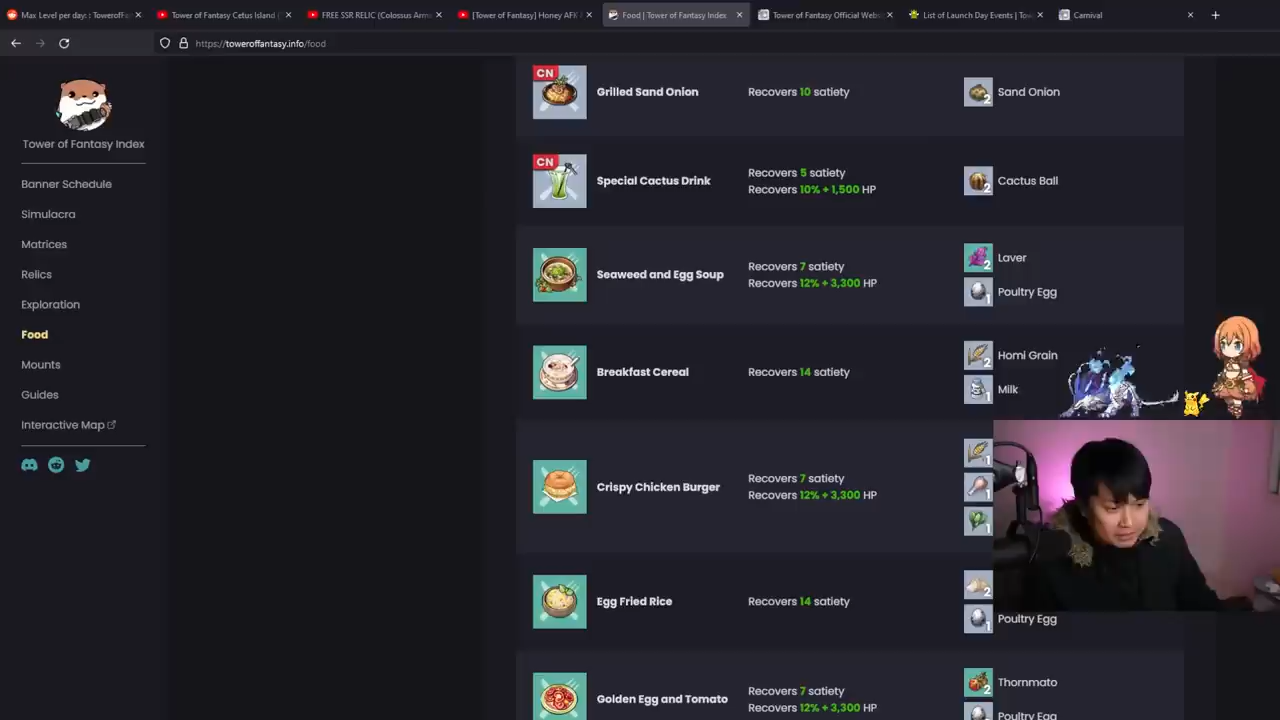 Max Level per day: : TowerofFan
Tower of Fantasy Cetus Island (
FREE SSR RELIC (Colossus Arm
[Tower of Fantasy] Honey AFK
Food | Tower of Fantasy Index
Tower of Fantasy Official Webs
List of Launch Day Events | Tow
Carnival
https://toweroffantasy.info/food
Tower of Fantasy Index
Banner Schedule
Simulacra
Matrices
Relics
Exploration
Food
Mounts
Guides
Interactive Map
CN
Grilled Sand Onion
Recovers 10 satiety
2
Sand Onion
CN
Special Cactus Drink
Recovers 5 satiety
Recovers 10% + 1,500 HP
2
Cactus Ball
Seaweed and Egg Soup
Recovers 7 satiety
Recovers 12% + 3,300 HP
2
Laver
1
Poultry Egg
Breakfast Cereal
Recovers 14 satiety
2
Homi Grain
1
Milk
Crispy Chicken Burger
Recovers 7 satiety
Recovers 12% + 3,300 HP
1
1
1
Egg Fried Rice
Recovers 14 satiety
2
1
Poultry Egg
Golden Egg and Tomato
Recovers 7 satiety
Recovers 12% + 3,300 HP
2
Thornmato
Poultry Egg